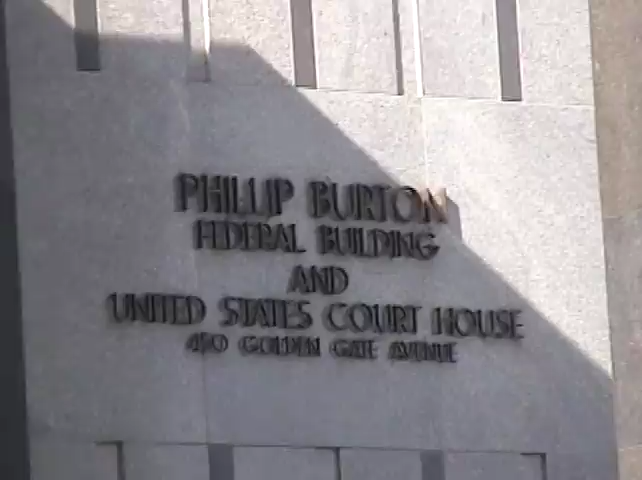 PHILLIP BURTON
FEDERAL BUILDING
AND
UNITED STATES COURT HOUSE
450 GOLDEN GATE AVENUE